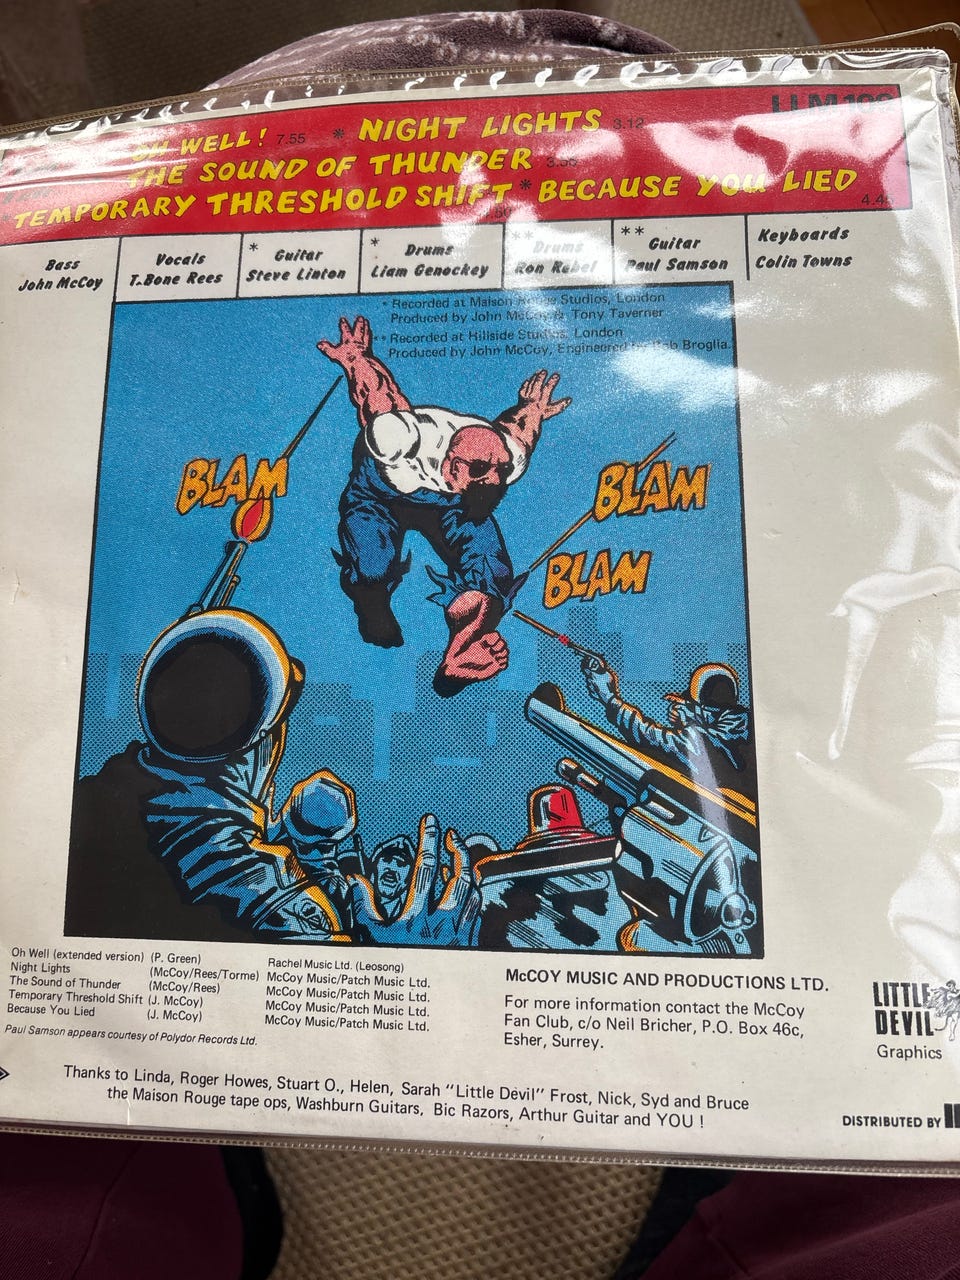 OH WELL! 7.55 * NIGHT LIGHTS 3.12
THE SOUND OF THUNDER
TEMPORARY THRESHOLD SHIFT * BECAUSE YOU LIED
Bass
John McCoy
Vocals
T.Bone Rees
* Guitar
Steve Linton
* Drums
Liam Genockey
** Drums
Ron Rebel
** Guitar
Paul Samson
Keyboards
Colin Towns
* Recorded at Maison Rouge Studios, London
Produced by John McCoy & Tony Taverner
** Recorded at Hillside Studios, London
Produced by John McCoy, Engineered by Rob Broglia.
BLAM
BLAM
BLAM
Oh Well (extended version) (P. Green) Rachel Music Ltd. (Leosong)
Night Lights (McCoy/Rees/Torme) McCoy Music/Patch Music Ltd.
The Sound of Thunder (McCoy/Rees) McCoy Music/Patch Music Ltd.
Temporary Threshold Shift (J. McCoy) McCoy Music/Patch Music Ltd.
Because You Lied (J. McCoy) McCoy Music/Patch Music Ltd.
Paul Samson appears courtesy of Polydor Records Ltd.
McCOY MUSIC AND PRODUCTIONS LTD.
For more information contact the McCoy
Fan Club, c/o Neil Bricher, P.O. Box 46c,
Esher, Surrey.
LITTLE
DEVIL
Graphics
Thanks to Linda, Roger Howes, Stuart O., Helen, Sarah "Little Devil" Frost, Nick, Syd and Bruce
the Maison Rouge tape ops, Washburn Guitars, Bic Razors, Arthur Guitar and YOU !
DISTRIBUTED BY